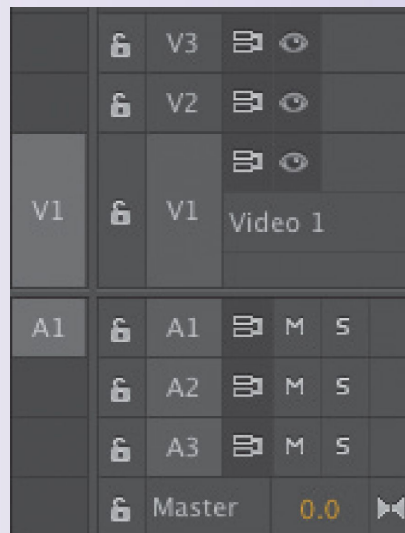 V3
V2
V1 V1
Video 1
A1 A1 M S
A2 M S
A3 M S
Master 0.0